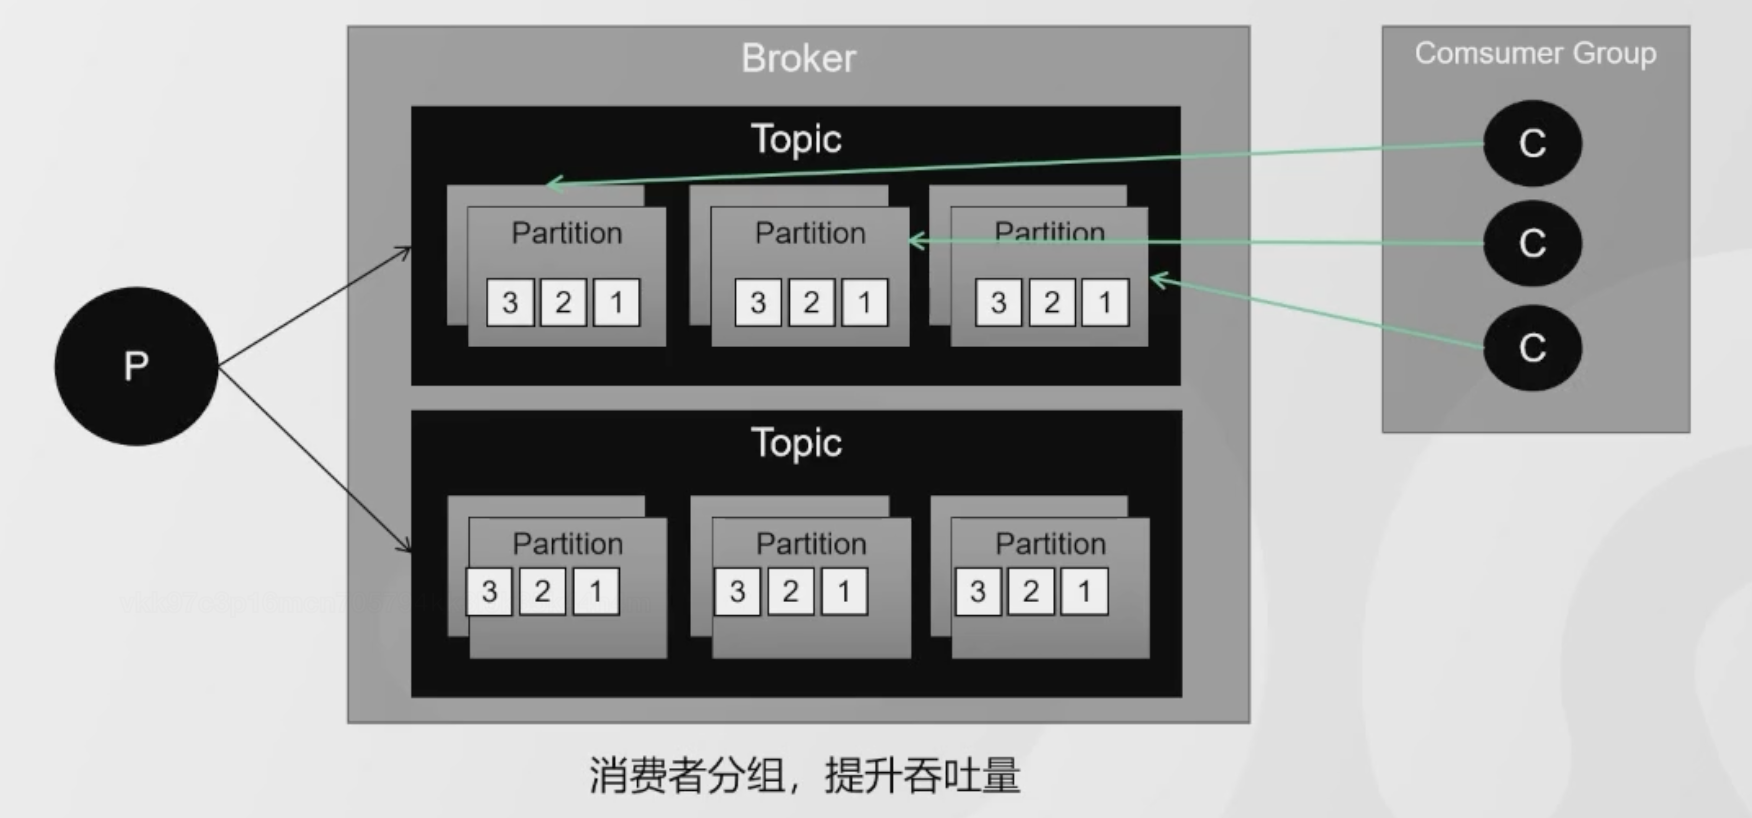 Broker
Comsumer Group
Topic
Partition
3 2 1
Partition
3 2 1
Partition
3 2 1
C
C
C
P
Topic
Partition
3 2 1
Partition
3 2 1
Partition
3 2 1
消费者分组，提升吞吐量